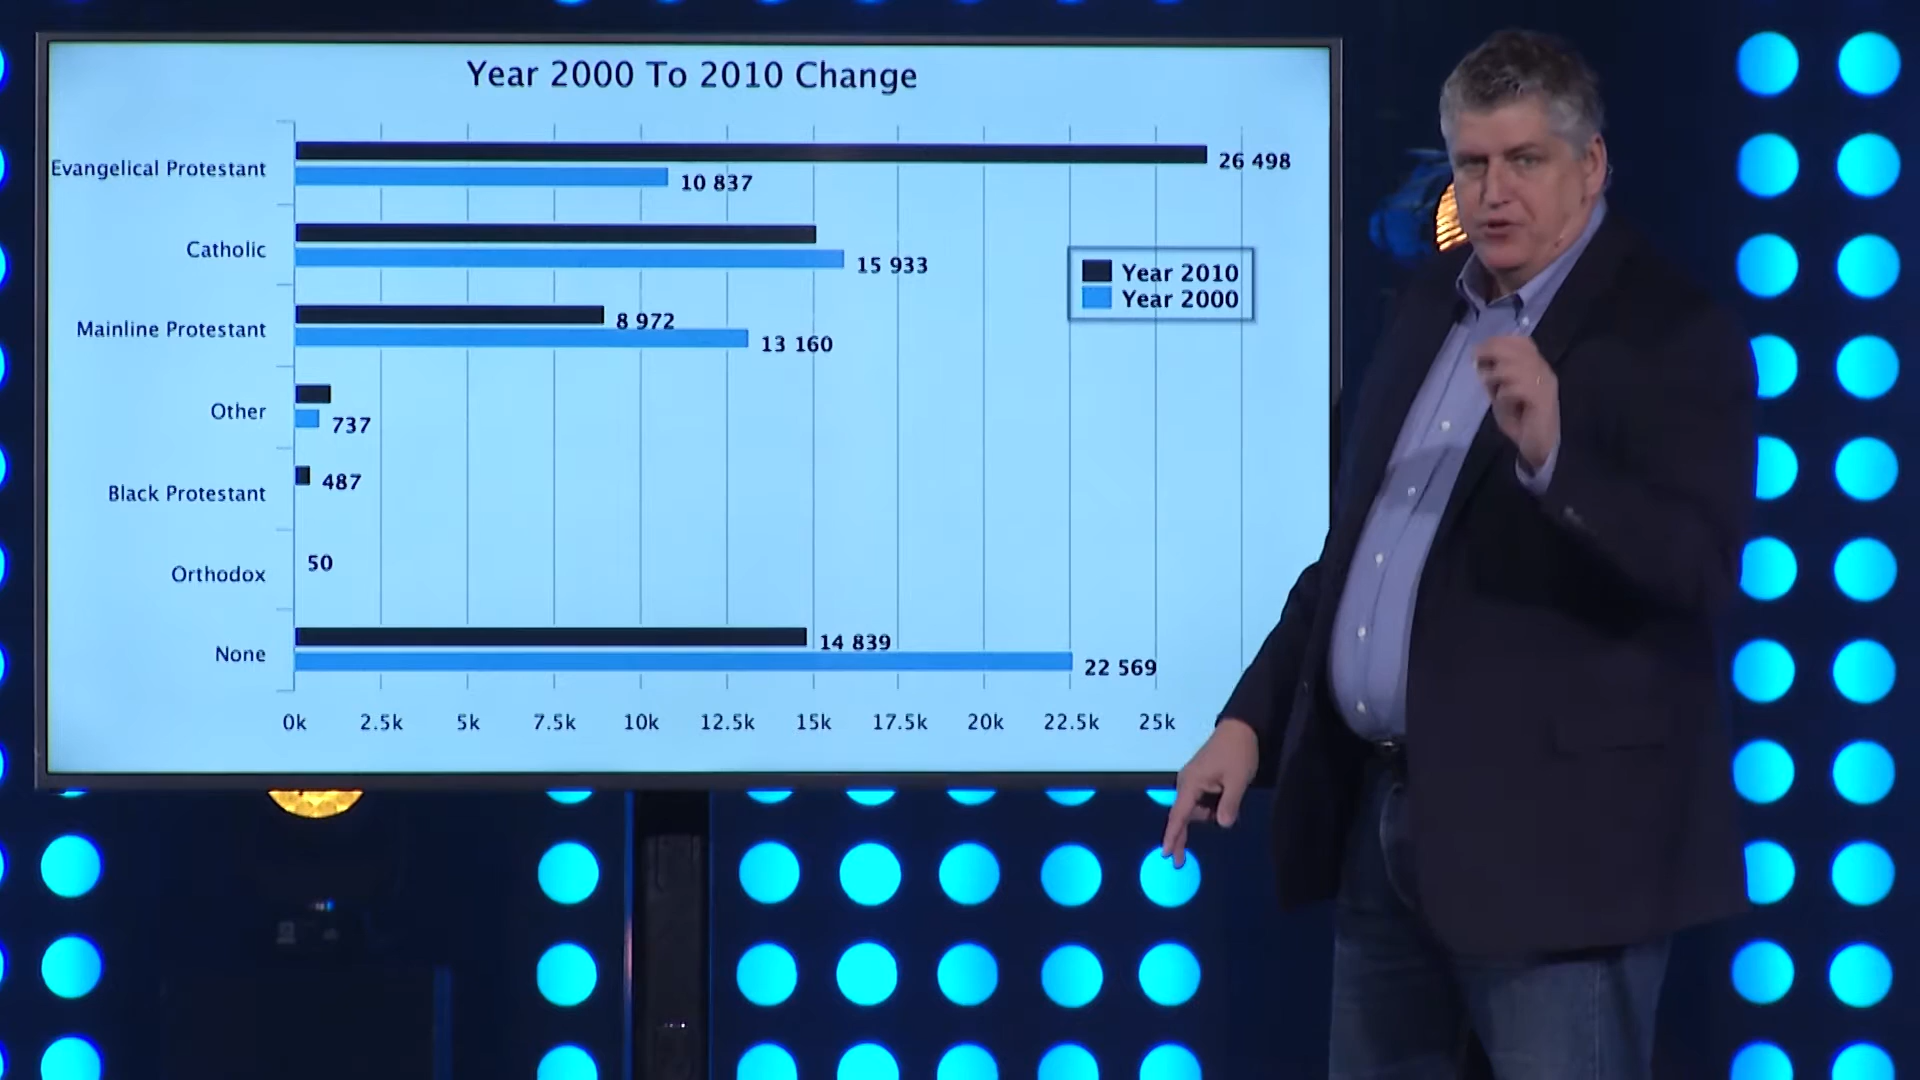 Year 2000 To 2010 Change
Evangelical Protestant
26 498
10 837
Catholic
15 933
Year 2010
Year 2000
Mainline Protestant
8 972
13 160
Other
737
Black Protestant
487
Orthodox
50
None
14 839
22 569
0k 2.5k 5k 7.5k 10k 12.5k 15k 17.5k 20k 22.5k 25k